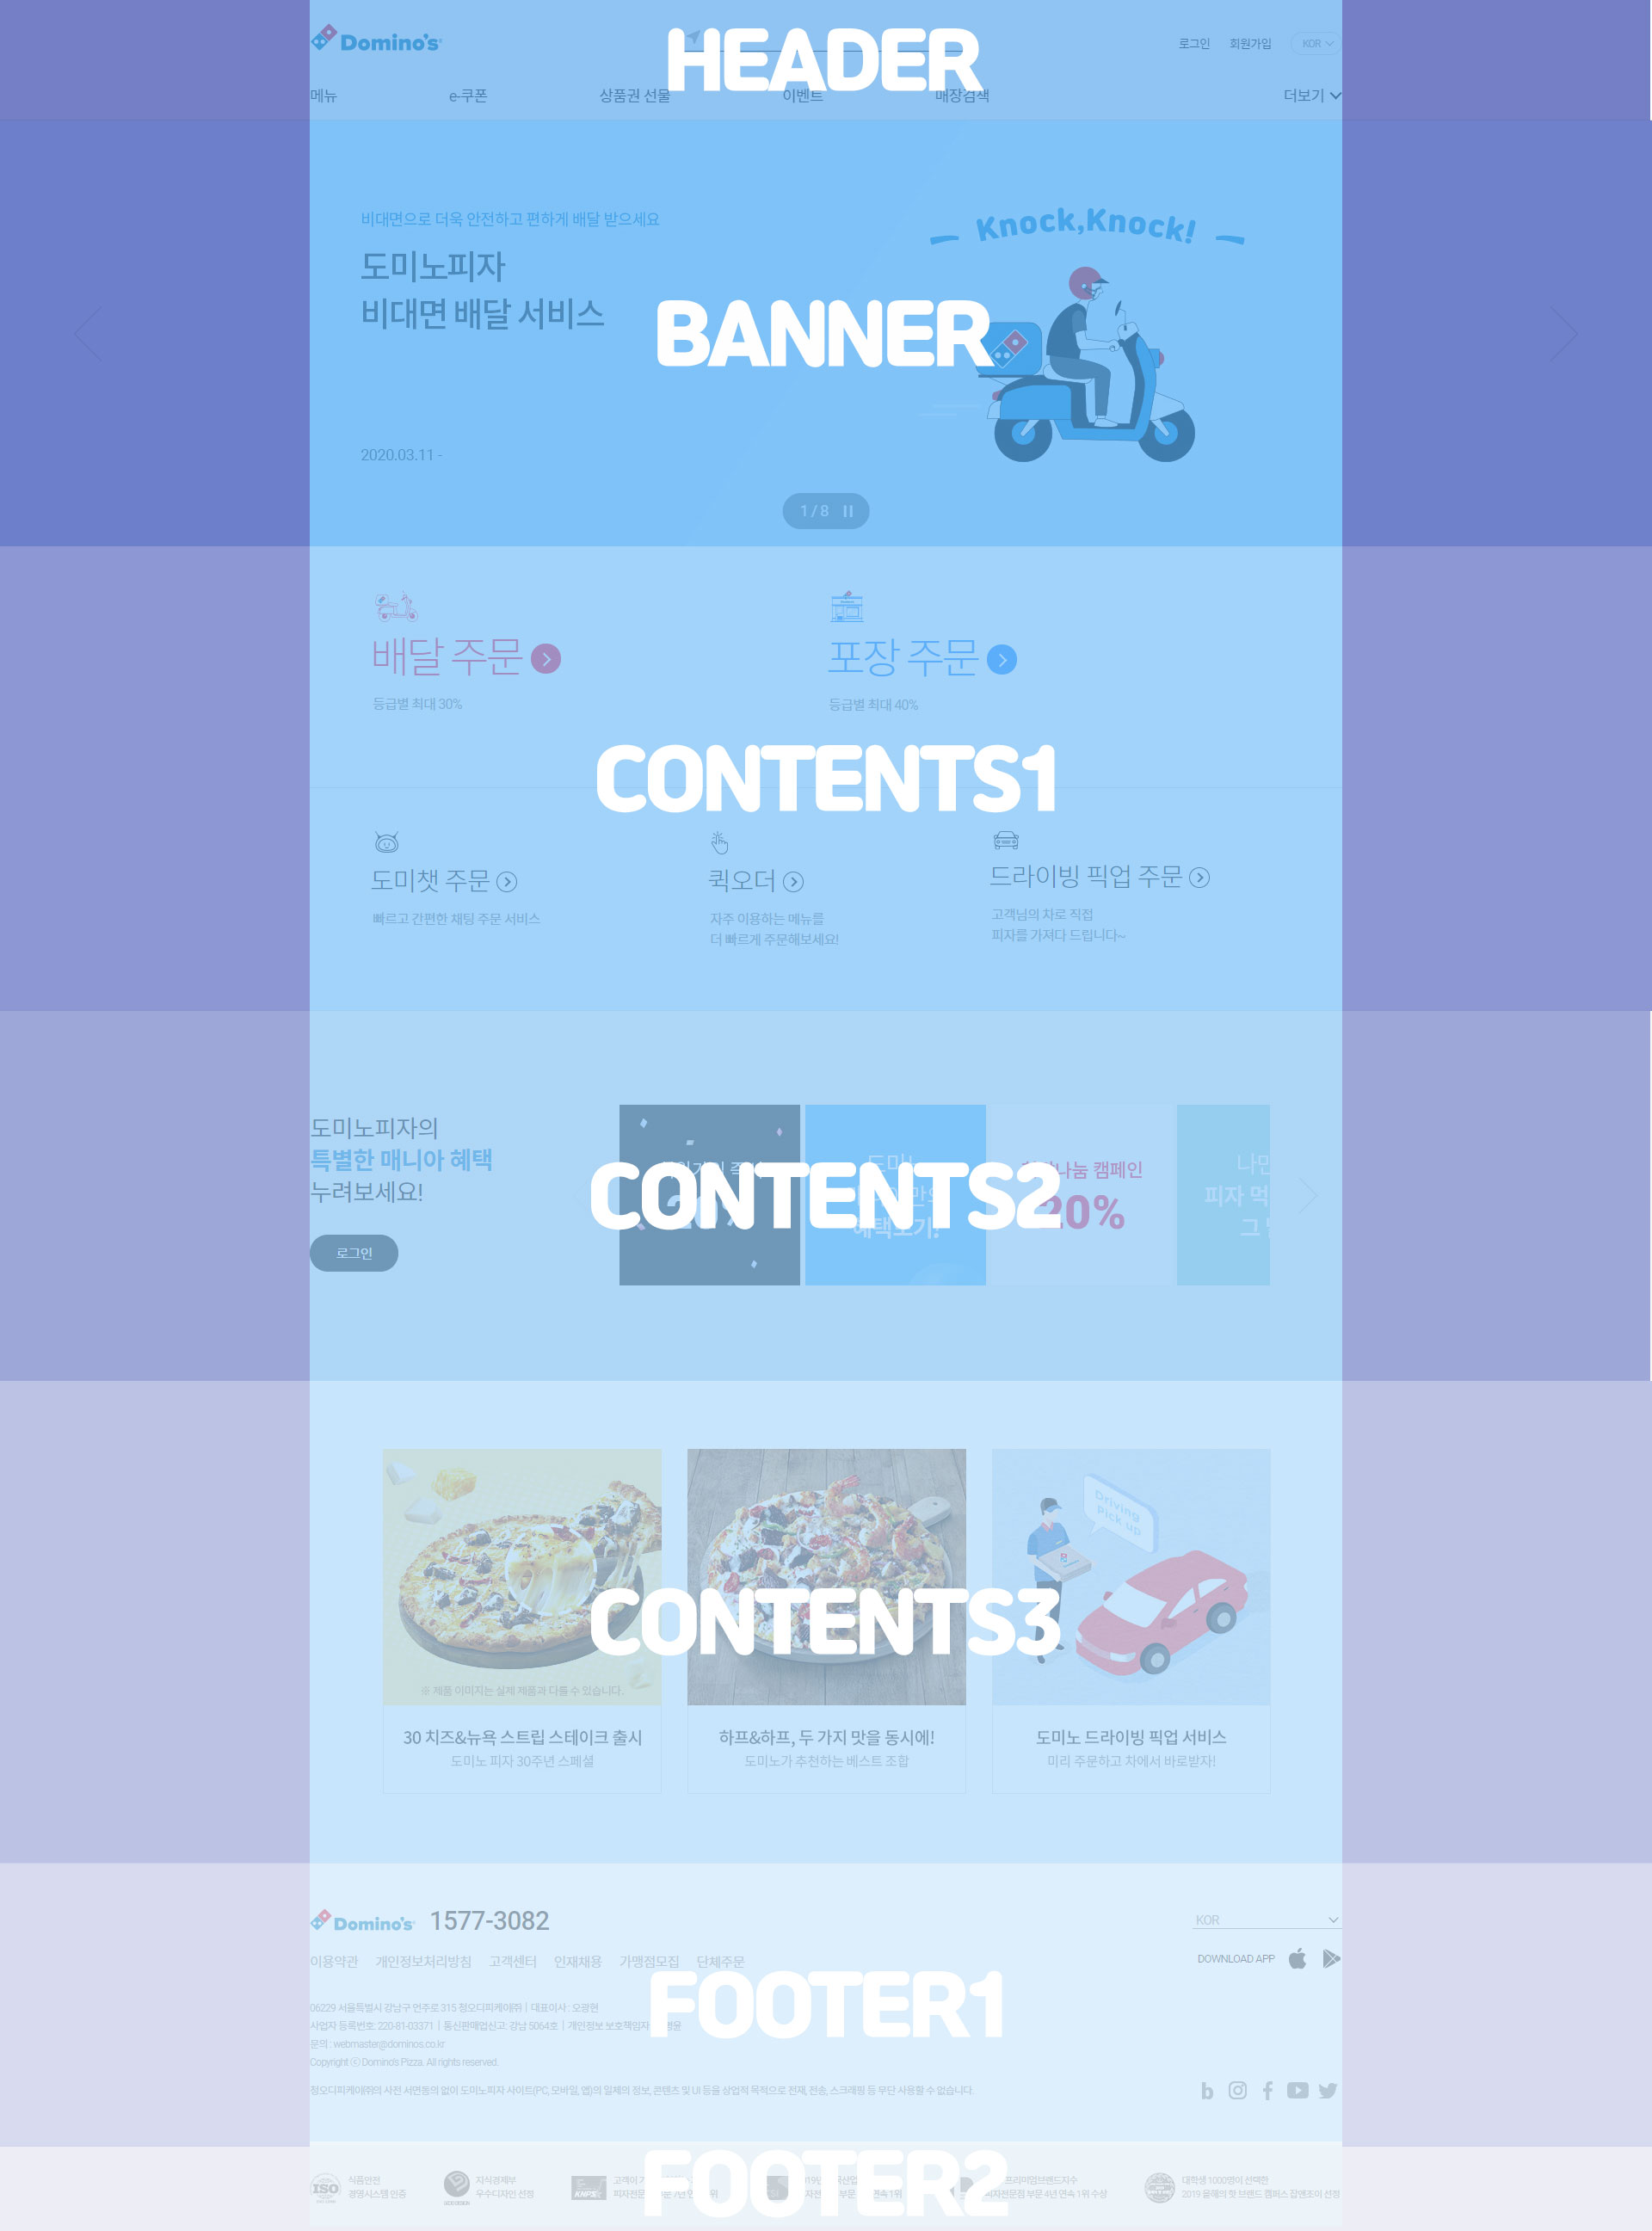 Domino's
HEADER
로그인 회원가입 KOR
메뉴 e-쿠폰 상품권 선물 이벤트 매장검색 더보기
비대면으로 더욱 안전하고 편하게 배달 받으세요
Knock,Knock!
도미노피자
비대면 배달 서비스
BANNER
2020.03.11 -
1 / 8
배달 주문
포장 주문
등급별 최대 30%
등급별 최대 40%
CONTENTS1
도미챗 주문
퀵오더
드라이빙 픽업 주문
빠르고 간편한 채팅 주문 서비스
자주 이용하는 메뉴를
더 빠르게 주문해보세요!
고객님의 차로 직접
피자를 가져다 드립니다~
도미노피자의
특별한 매니아 혜택
누려보세요!
로그인
CONTENTS2
캠페인
20%
피자 먹
Driving
Pick up
CONTENTS3
※ 제품 이미지는 실제 제품과 다를 수 있습니다.
30 치즈&뉴욕 스트립 스테이크 출시
도미노 피자 30주년 스페셜
하프&하프, 두 가지 맛을 동시에!
도미노가 추천하는 베스트 조합
도미노 드라이빙 픽업 서비스
미리 주문하고 차에서 바로받자!
Domino's 1577-3082
KOR
이용약관 개인정보처리방침 고객센터 인재채용 가맹점모집 단체주문
DOWNLOAD APP
FOOTER1
06229 서울특별시 강남구 언주로 315 청오디피케이㈜ | 대표이사 : 오광현
사업자 등록번호: 220-81-03371 | 통신판매업신고: 강남 5064호 | 개인정보 보호책임자
문의 : webmaster@dominos.co.kr
Copyright ⓒ Domino's Pizza. All rights reserved.
청오디피케이㈜의 사전 서면동의 없이 도미노피자 사이트(PC, 모바일, 앱)의 일체의 정보, 콘텐츠 및 UI 등을 상업적 목적으로 전재, 전송, 스크래핑 등 무단 사용할 수 없습니다.
FOOTER2
ISO
식품안전
경영시스템 인증
지식경제부
우수디자인 선정
프리미엄브랜드지수
피자전문점 부문 4년 연속 1위 수상
대학생 1000명이 선택한
2019 올해의 핫 브랜드 캠퍼스 잡앤조이 선정